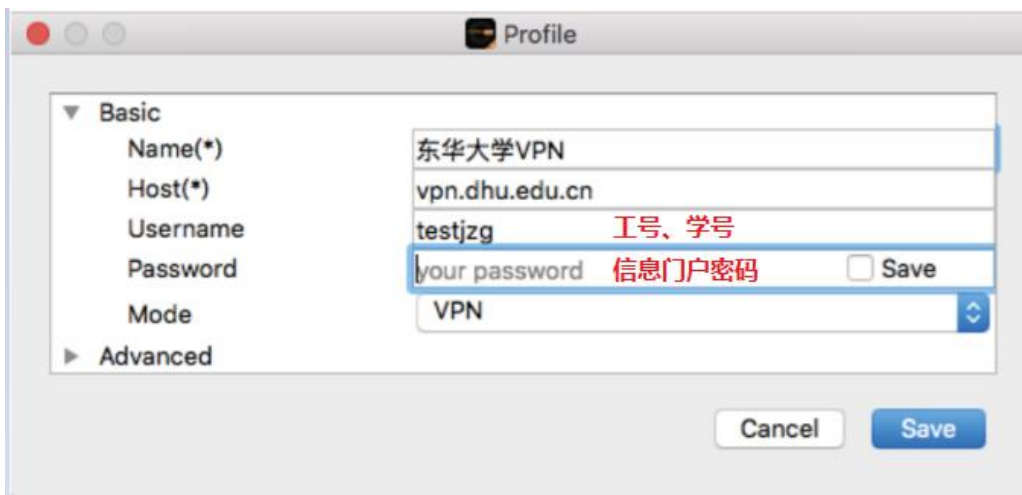 Profile
Basic
Name(*) 东华大学VPN
Host(*) vpn.dhu.edu.cn
Username testjzg 工号、学号
Password your password 信息门户密码 Save
Mode VPN
Advanced
Cancel Save